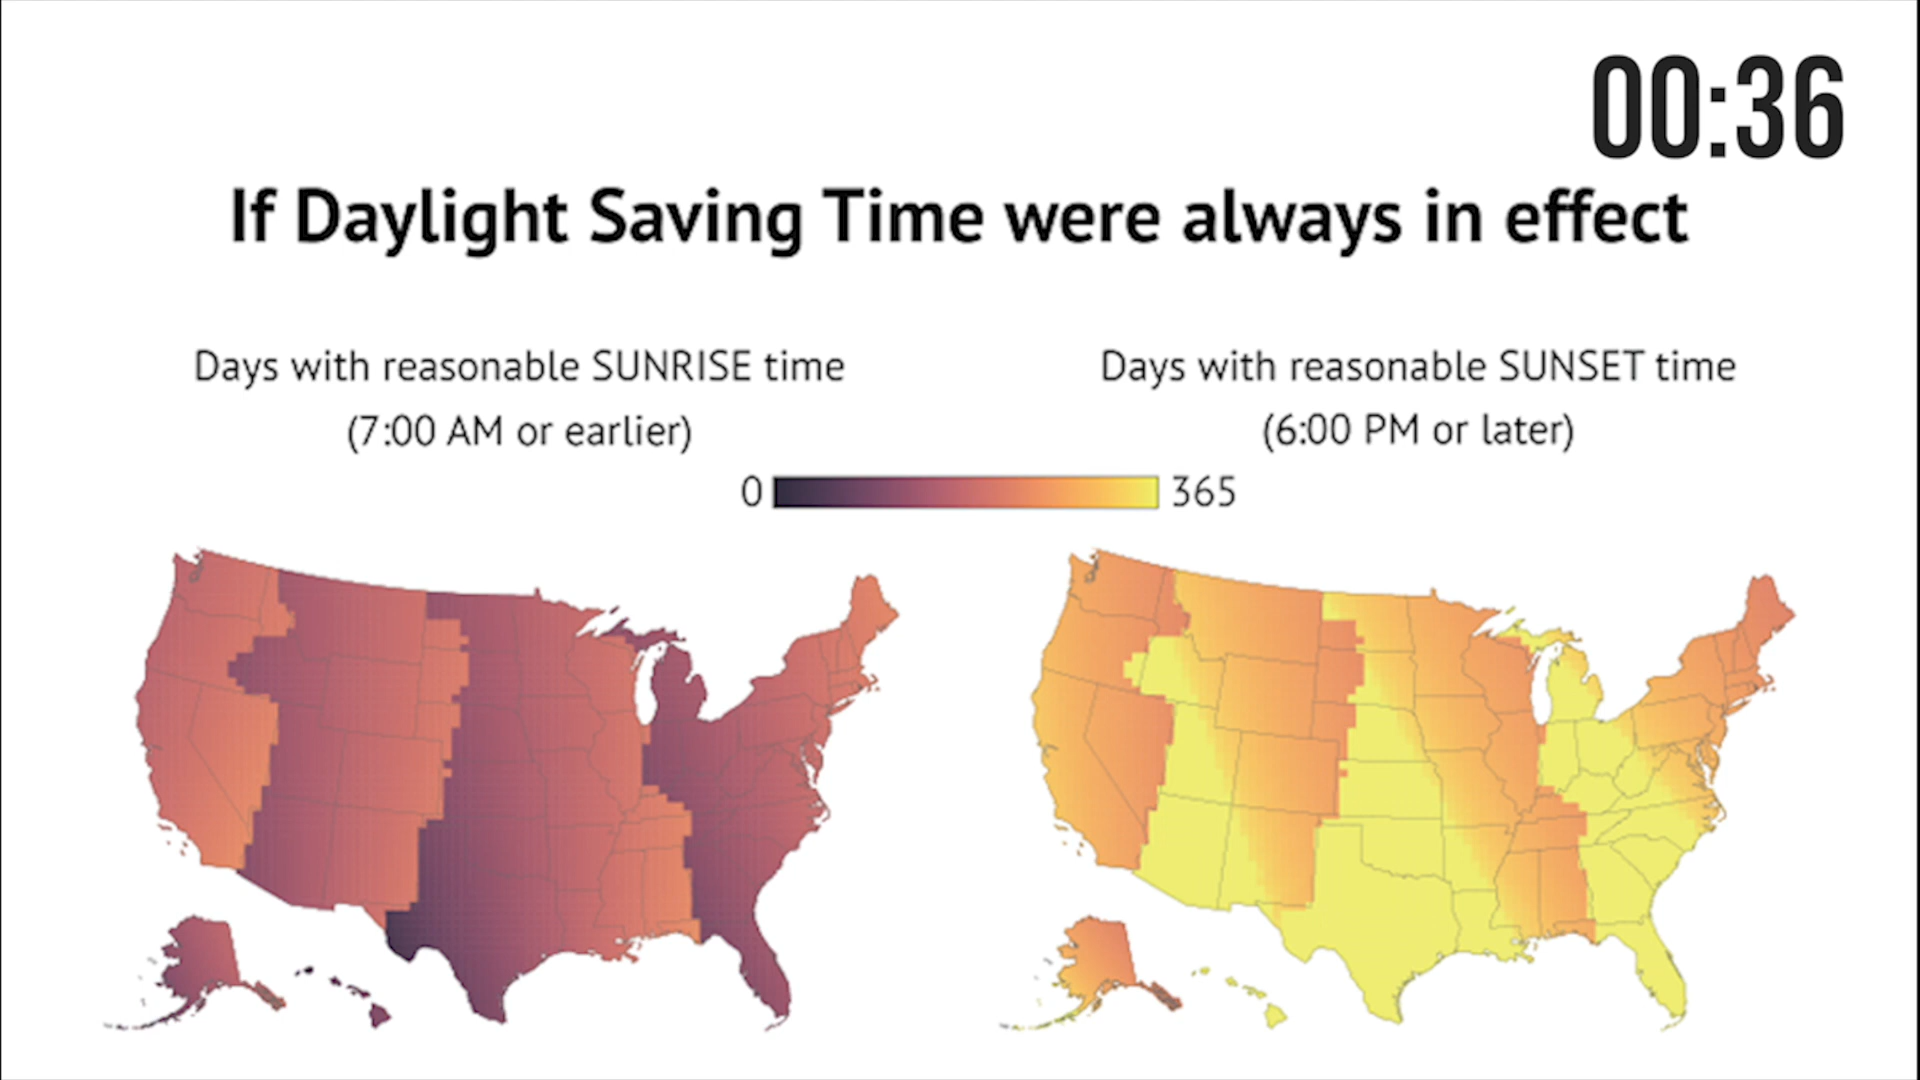 00:36
If Daylight Saving Time were always in effect
Days with reasonable SUNRISE time
(7:00 AM or earlier)
Days with reasonable SUNSET time
(6:00 PM or later)
0 365